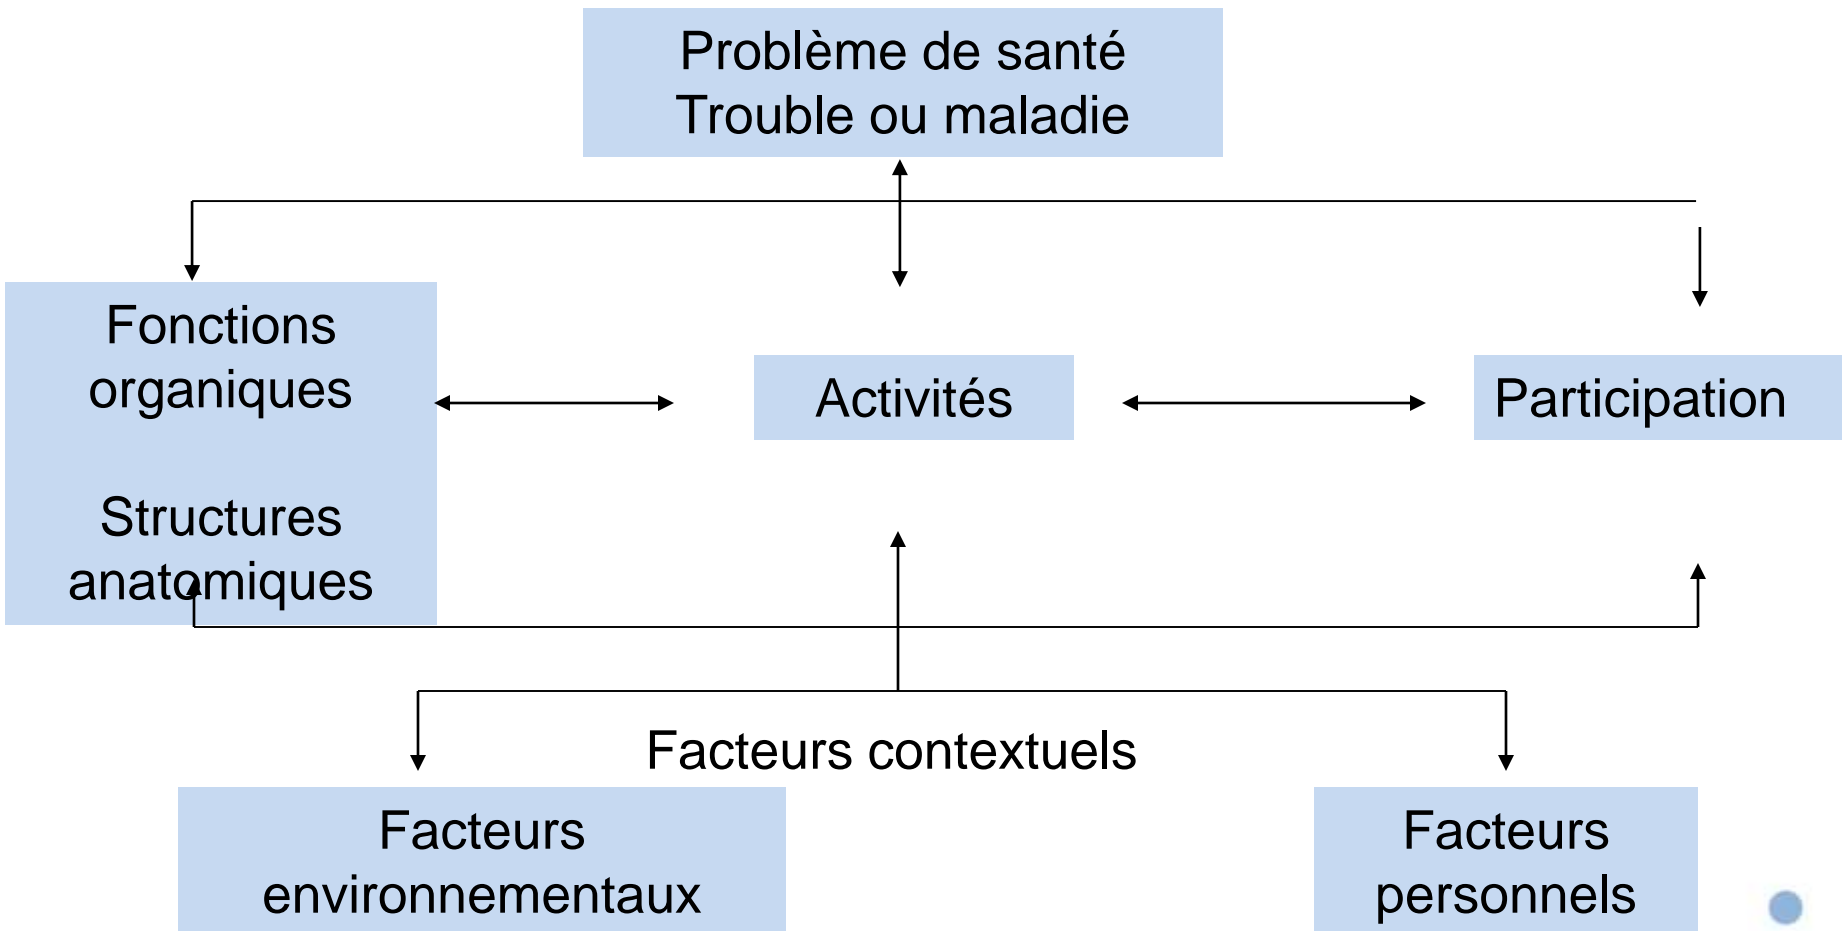 Problème de santé
Trouble ou maladie
Fonctions
organiques
Structures
anatomiques
Activités
Participation
Facteurs contextuels
Facteurs
environnementaux
Facteurs
personnels